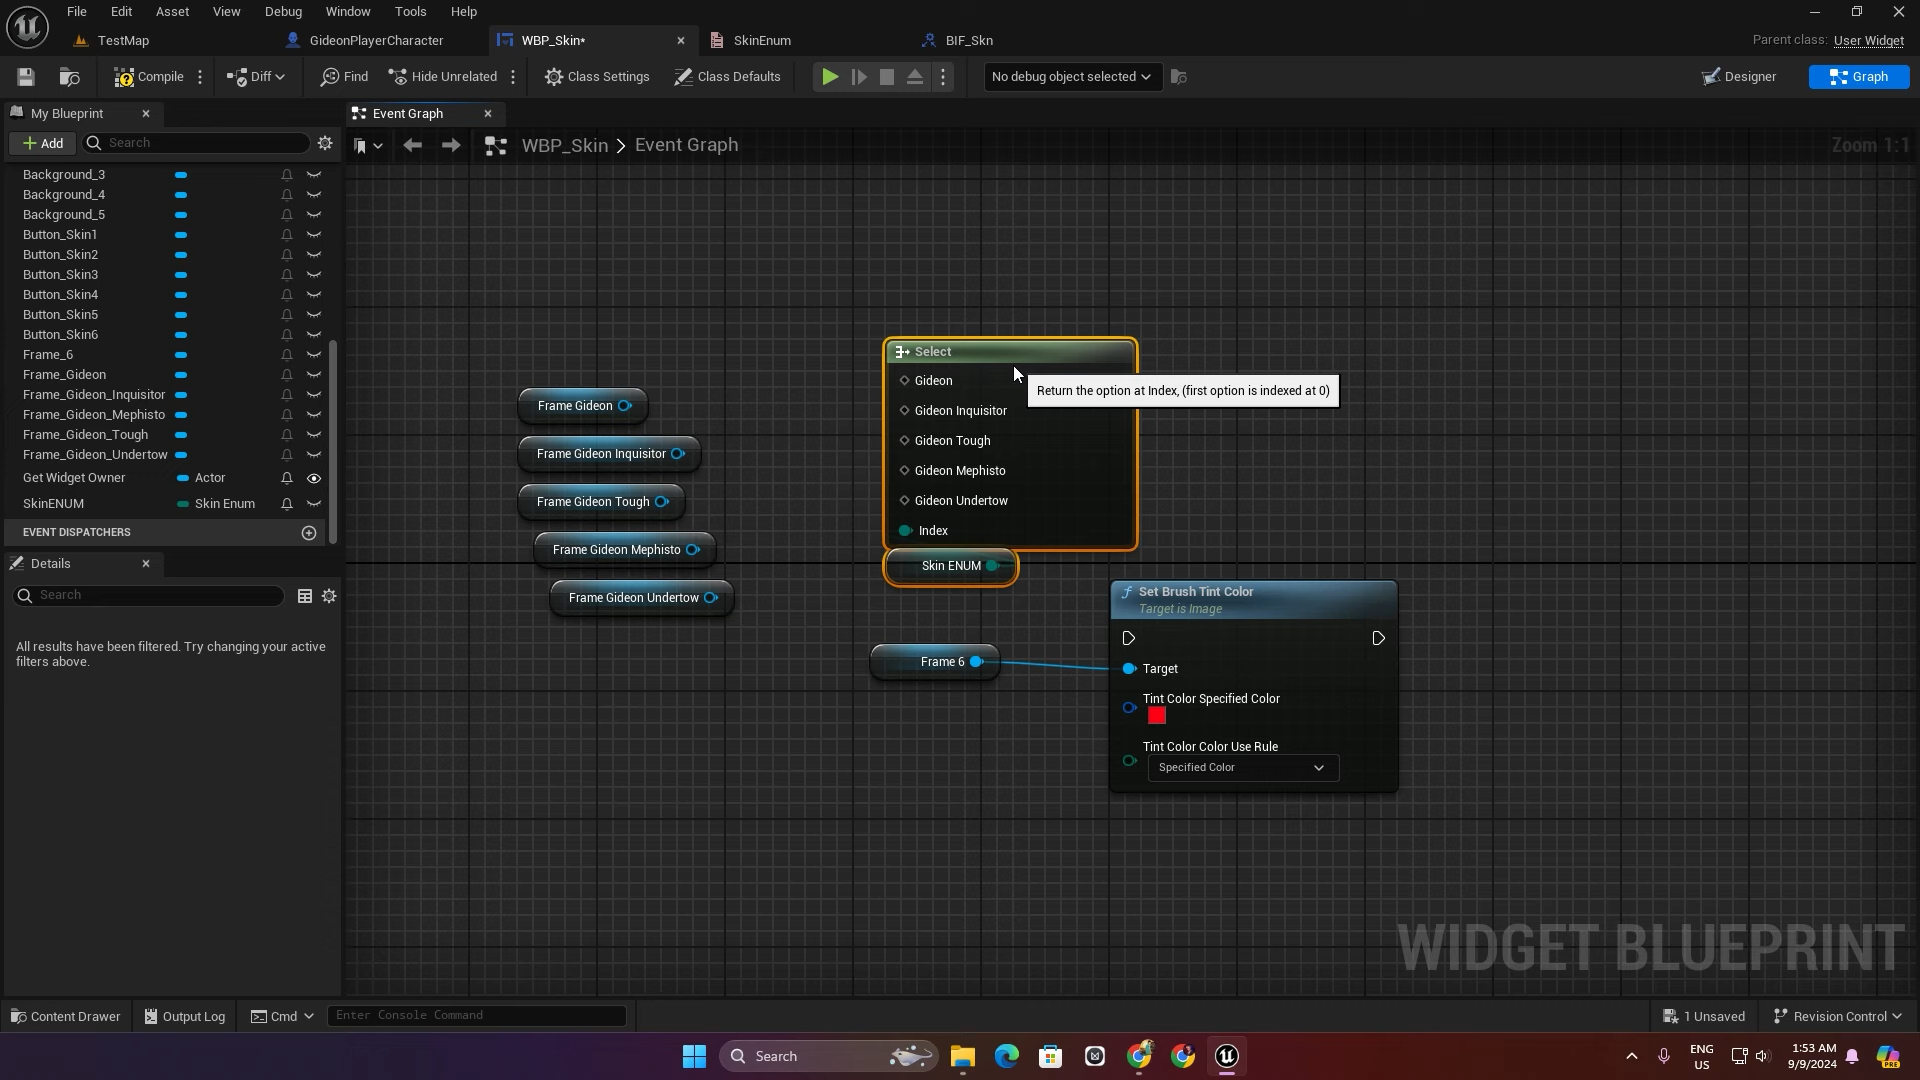 File Edit Asset View Debug Window Tools Help
TestMap GideonPlayerCharacter WBP_Skin* SkinEnum BIF_Skn Parent class: User Widget
Compile Diff Find Hide Unrelated Class Settings Class Defaults No debug object selected Designer Graph
My Blueprint Event Graph
Add Search WBP_Skin > Event Graph Zoom 1:1
Background_3
Background_4
Background_5
Button_Skin1
Button_Skin2
Button_Skin3
Button_Skin4
Button_Skin5
Button_Skin6
Frame_6
Frame_Gideon
Frame_Gideon_Inquisitor
Frame_Gideon_Mephisto
Frame_Gideon_Tough
Frame_Gideon_Undertow
Get Widget Owner Actor
SkinENUM Skin Enum
EVENT DISPATCHERS
Details
Search
All results have been filtered. Try changing your active
filters above.
Frame Gideon
Frame Gideon Inquisitor
Frame Gideon Tough
Frame Gideon Mephisto
Frame Gideon Undertow
Select
Gideon
Gideon Inquisitor
Gideon Tough
Gideon Mephisto
Gideon Undertow
Index
Return the option at Index, (first option is indexed at 0)
Skin ENUM
Frame 6
Set Brush Tint Color
Target is Image
Target
Tint Color Specified Color
Tint Color Color Use Rule
Specified Color
WIDGET BLUEPRINT
Content Drawer Output Log Cmd Enter Console Command 1 Unsaved Revision Control
Search ENG
US 1:53 AM
9/9/2024
PRE